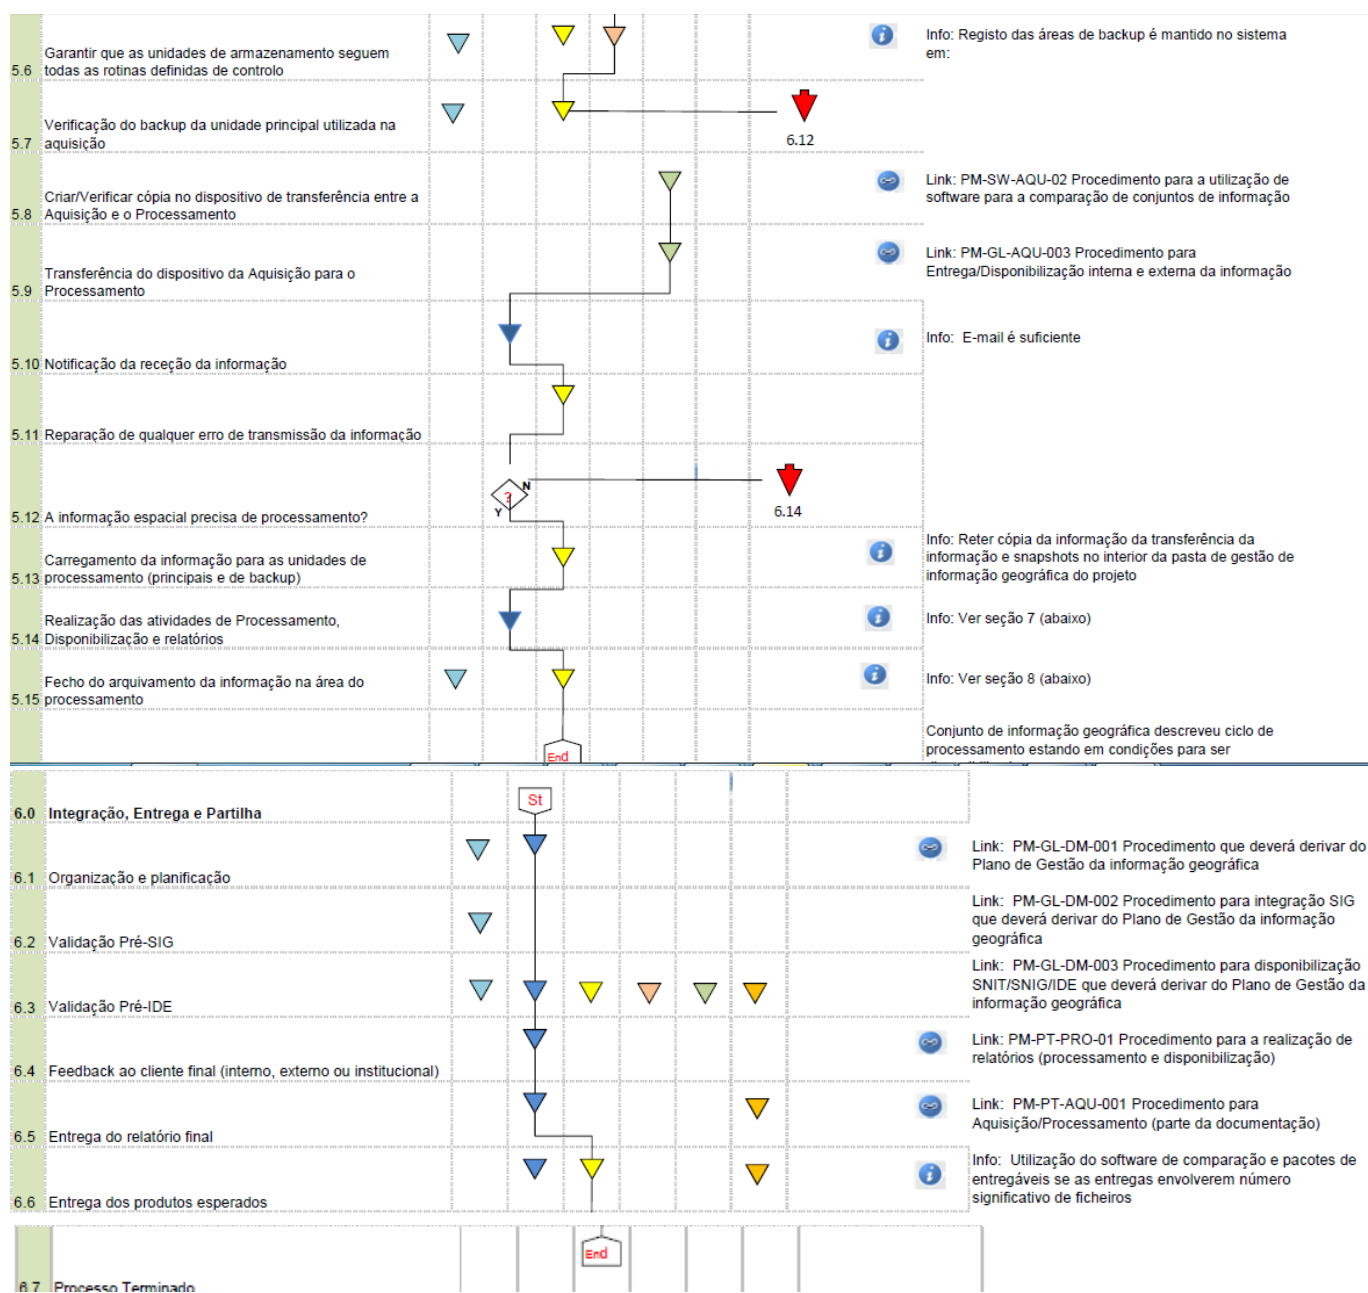 Garantir que as unidades de armazenamento seguem
5.6 todas as rotinas definidas de controlo
Info: Registo das áreas de backup é mantido no sistema
em:
Verificação do backup da unidade principal utilizada na
5.7 aquisição
6.12
Criar/Verificar cópia no dispositivo de transferência entre a
5.8 Aquisição e o Processamento
Link: PM-SW-AQU-02 Procedimento para a utilização de
software para a comparação de conjuntos de informação
Transferência do dispositivo da Aquisição para o
5.9 Processamento
Link: PM-GL-AQU-003 Procedimento para
Entrega/Disponibilização interna e externa da informação
5.10 Notificação da receção da informação
Info: E-mail é suficiente
5.11 Reparação de qualquer erro de transmissão da informação
5.12 A informação espacial precisa de processamento?
?
N
Y
6.14
Carregamento da informação para as unidades de
5.13 processamento (principais e de backup)
Info: Reter cópia da informação da transferência da
informação e snapshots no interior da pasta de gestão de
informação geográfica do projeto
Realização das atividades de Processamento,
5.14 Disponibilização e relatórios
Info: Ver seção 7 (abaixo)
Fecho do arquivamento da informação na área do
5.15 processamento
Info: Ver seção 8 (abaixo)
End
Conjunto de informação geográfica descreveu ciclo de
processamento estando em condições para ser
6.0 Integração, Entrega e Partilha
St
6.1 Organização e planificação
Link: PM-GL-DM-001 Procedimento que deverá derivar do
Plano de Gestão da informação geográfica
6.2 Validação Pré-SIG
Link: PM-GL-DM-002 Procedimento para integração SIG
que deverá derivar do Plano de Gestão da informação
geográfica
6.3 Validação Pré-IDE
Link: PM-GL-DM-003 Procedimento para disponibilização
SNIT/SNIG/IDE que deverá derivar do Plano de Gestão da
informação geográfica
6.4 Feedback ao cliente final (interno, externo ou institucional)
Link: PM-PT-PRO-01 Procedimento para a realização de
relatórios (processamento e disponibilização)
6.5 Entrega do relatório final
Link: PM-PT-AQU-001 Procedimento para
Aquisição/Processamento (parte da documentação)
6.6 Entrega dos produtos esperados
Info: Utilização do software de comparação e pacotes de
entregáveis se as entregas envolverem número
significativo de ficheiros
End
6.7 Processo Terminado